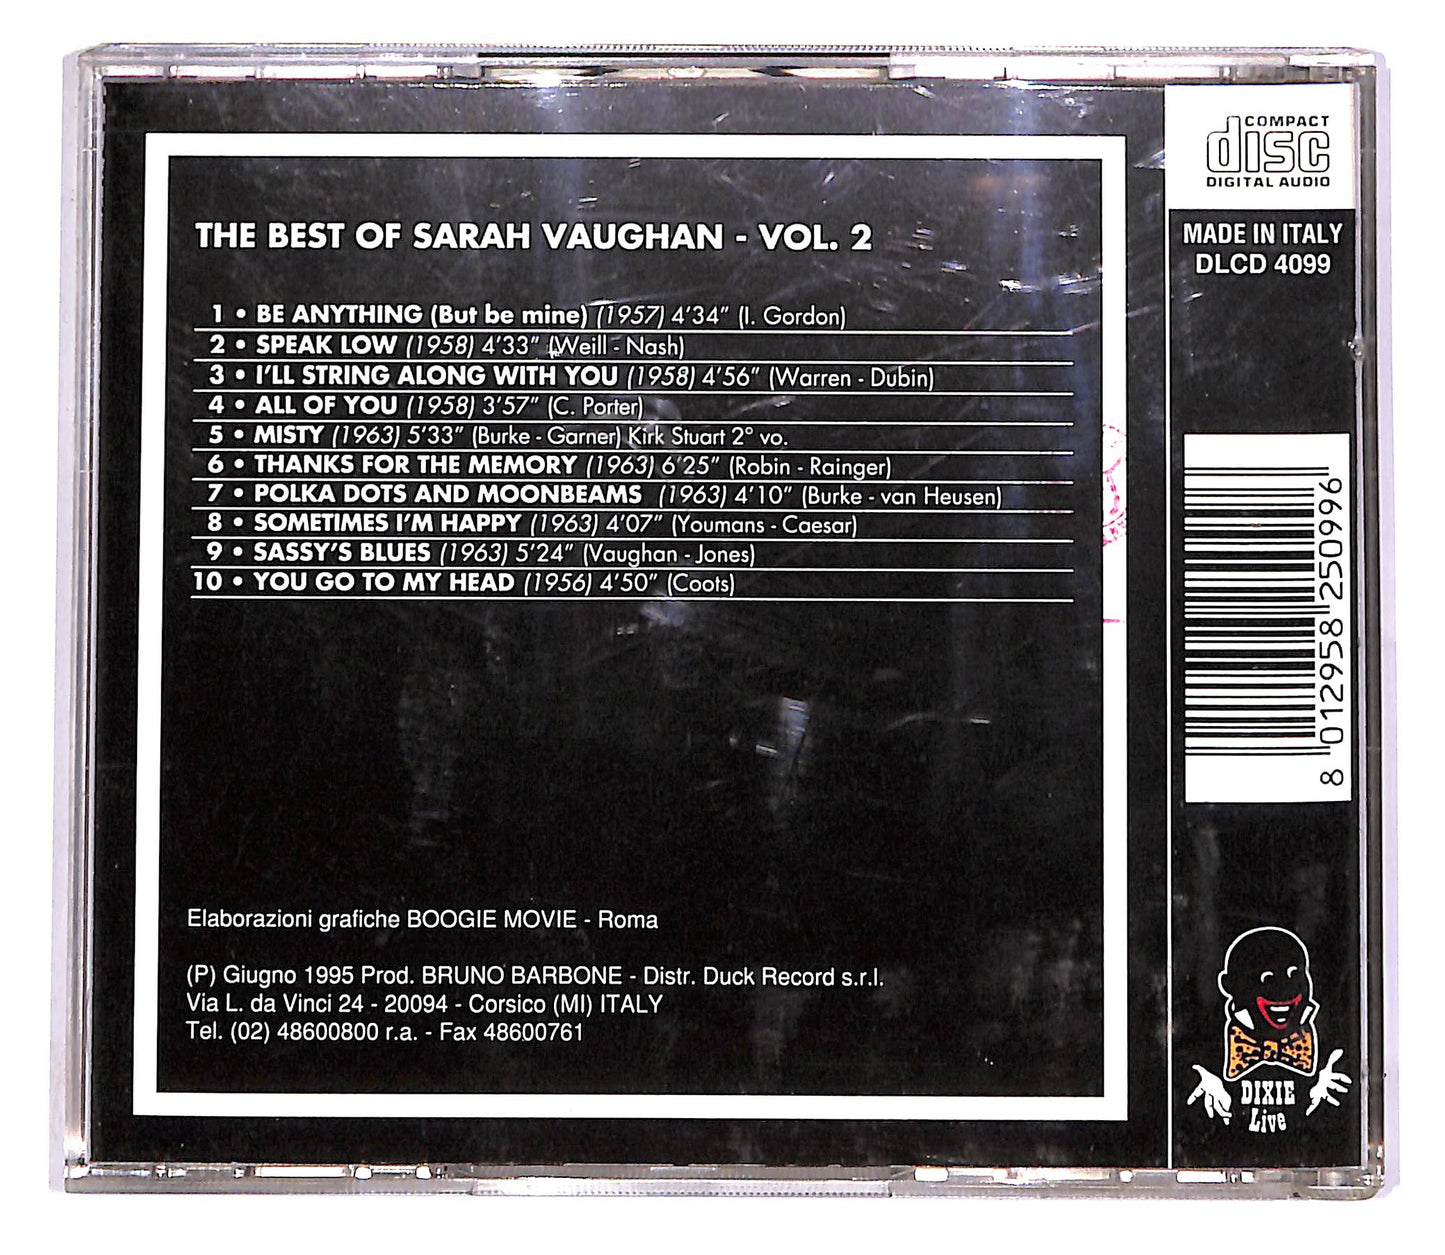 COMPACT
disc
DIGITAL AUDIO
MADE IN ITALY
DLCD 4099
THE BEST OF SARAH VAUGHAN - VOL. 2
1 • BE ANYTHING (But be mine) (1957) 4'34" (I. Gordon)
2 • SPEAK LOW (1958) 4'33" (Weill - Nash)
3 • I'LL STRING ALONG WITH YOU (1958) 4'56" (Warren - Dubin)
4 • ALL OF YOU (1958) 3'57" (C. Porter)
5 • MISTY (1963) 5'33" (Burke - Garner) Kirk Stuart 2° vo.
6 • THANKS FOR THE MEMORY (1963) 6'25" (Robin - Rainger)
7 • POLKA DOTS AND MOONBEAMS (1963) 4'10" (Burke - van Heusen)
8 • SOMETIMES I'M HAPPY (1963) 4'07" (Youmans - Caesar)
9 • SASSY'S BLUES (1963) 5'24" (Vaughan - Jones)
10 • YOU GO TO MY HEAD (1956) 4'50" (Coots)
Elaborazioni grafiche BOOGIE MOVIE - Roma
(P) Giugno 1995 Prod. BRUNO BARBONE - Distr. Duck Record s.r.l.
Via L. da Vinci 24 - 20094 - Corsico (MI) ITALY
Tel. (02) 48600800 r.a. - Fax 48600761
8 012958 250996
DIXIE
Live